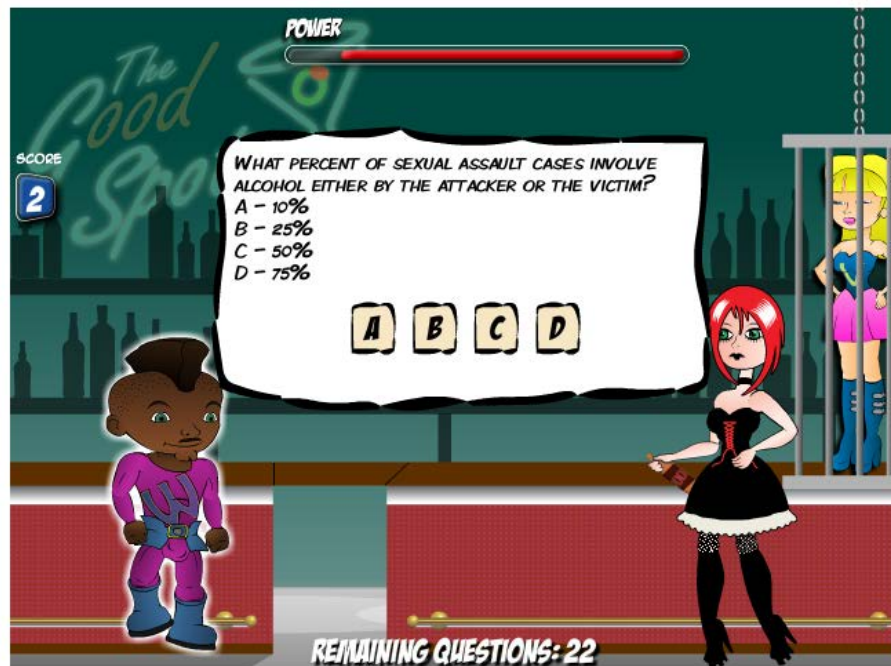 POWER
The
Good
Spo
SCORE
2
WHAT PERCENT OF SEXUAL ASSAULT CASES INVOLVE
ALCOHOL EITHER BY THE ATTACKER OR THE VICTIM?
A – 10%
B – 25%
C – 50%
D – 75%
A B C D
W
REMAINING QUESTIONS: 22